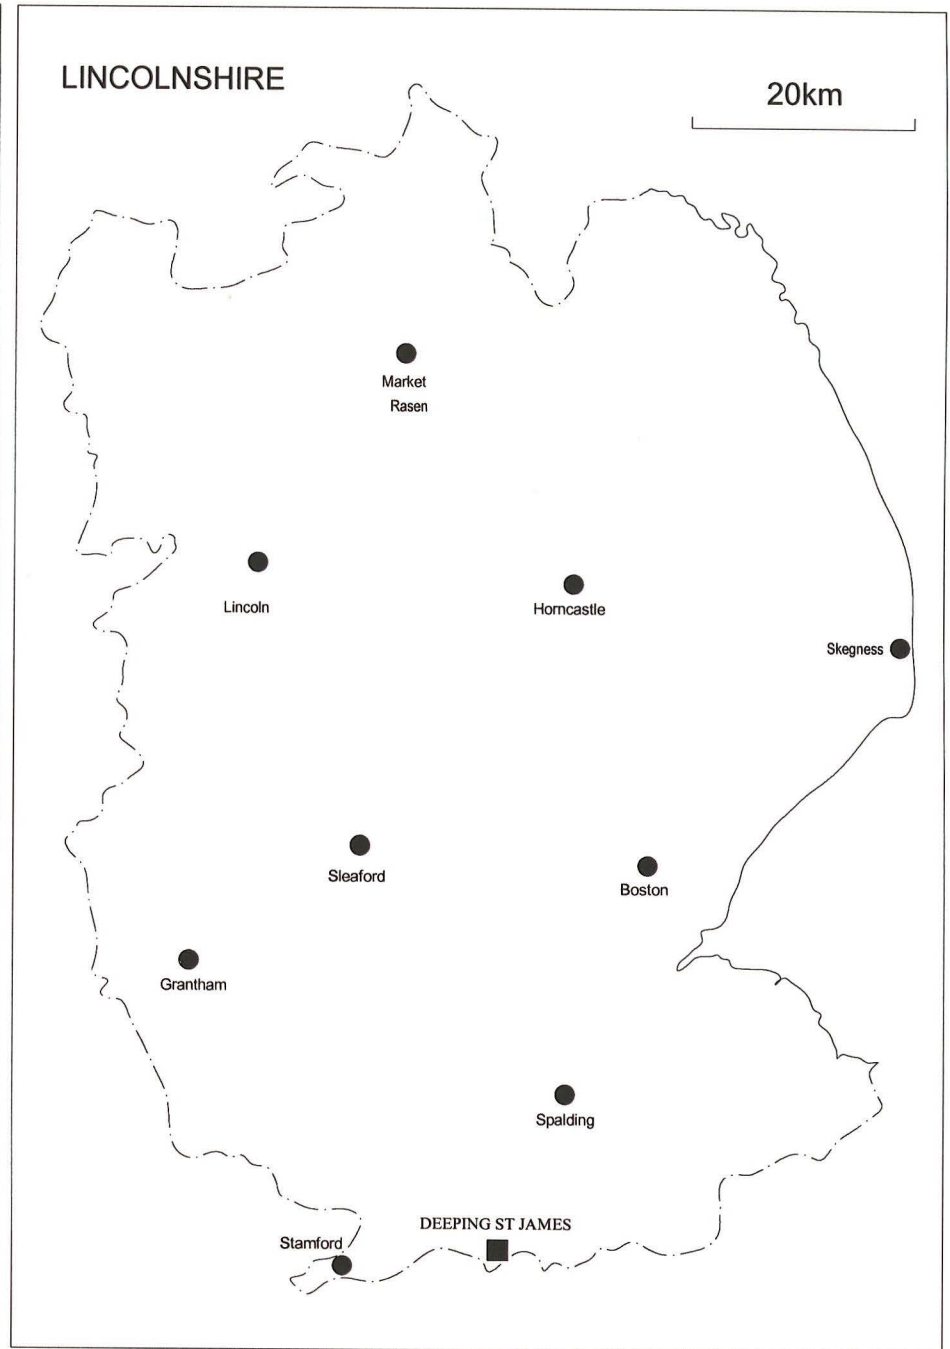 LINCOLNSHIRE
20km
Market
Rasen
Lincoln
Horncastle
Skegness
Sleaford
Boston
Grantham
Spalding
DEEPING ST JAMES
Stamford